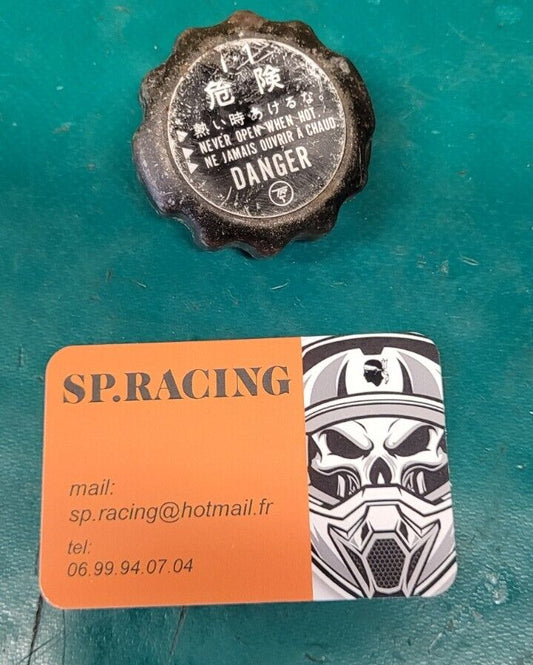 危険
熱い時あけるな
NEVER OPEN WHEN HOT.
NE JAMAIS OUVRIR À CHAUD
DANGER
SP.RACING
mail:
sp.racing@hotmail.fr
tel:
06.99.94.07.04